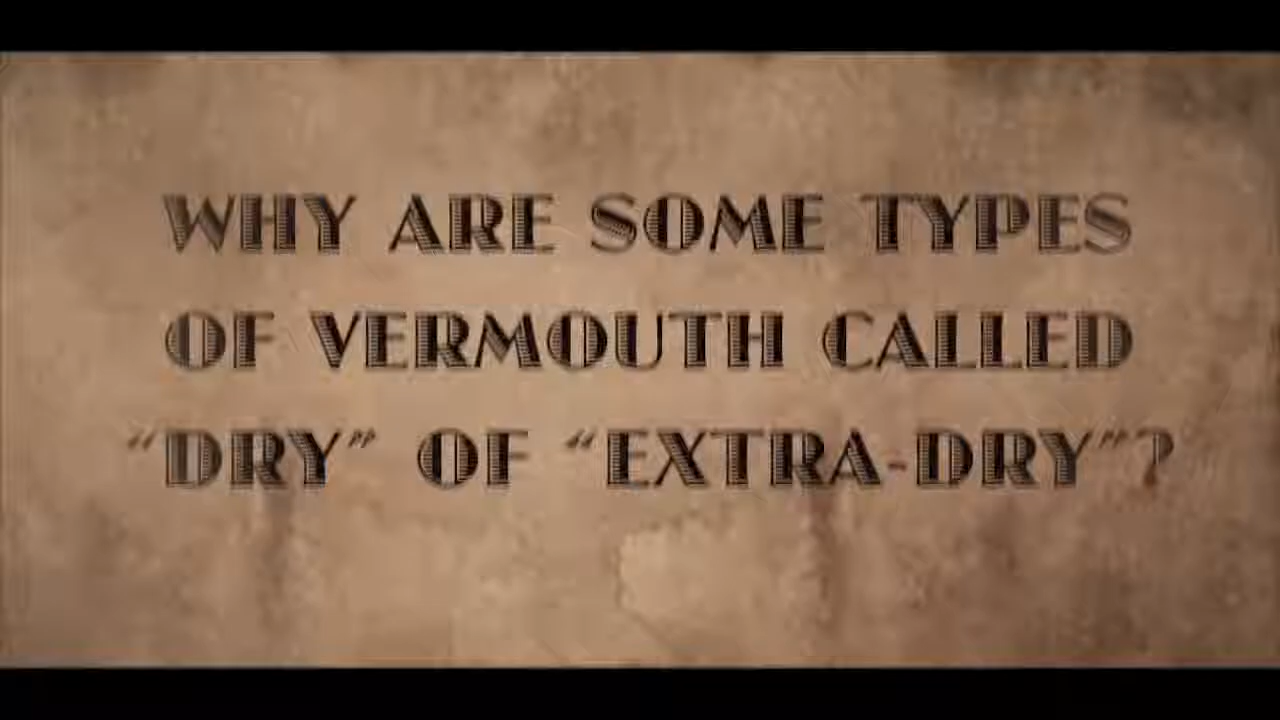 WHY ARE SOME TYPES
OF VERMOUTH CALLED
“DRY” OF “EXTRA-DRY”?